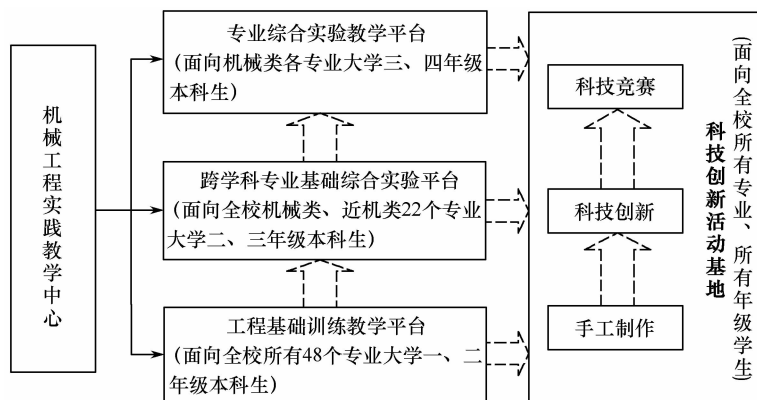 机械工程实践教学中心
专业综合实验教学平台
(面向机械类各专业大学三、四年级
本科生)
跨学科专业基础综合实验平台
(面向全校机械类、近机类22个专业
大学二、三年级本科生)
工程基础训练教学平台
(面向全校所有48个专业大学一、二
年级本科生)
科技竞赛
科技创新
手工制作
科技创新活动基地
(面向全校所有专业、所有年级学生)